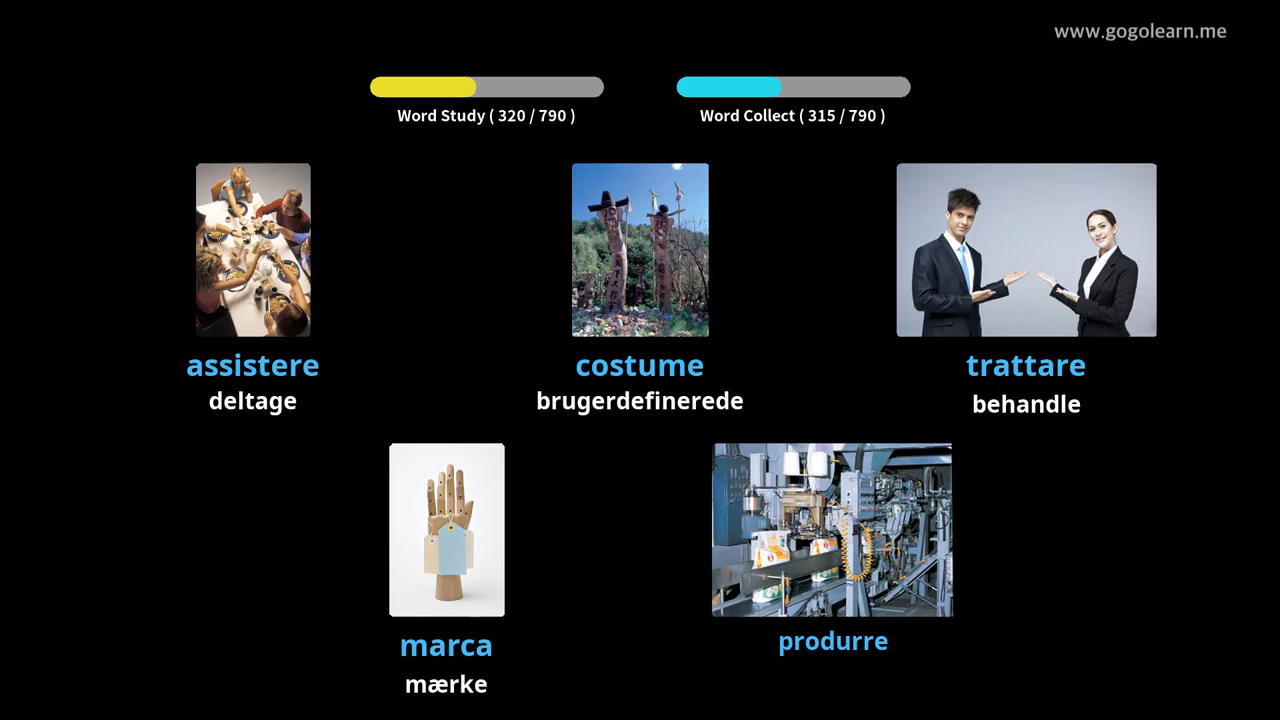 www.gogolearn.me
Word Study ( 320 / 790 )
Word Collect ( 315 / 790 )
assistere
deltage
costume
brugerdefinerede
trattare
behandle
marca
mærke
produrre